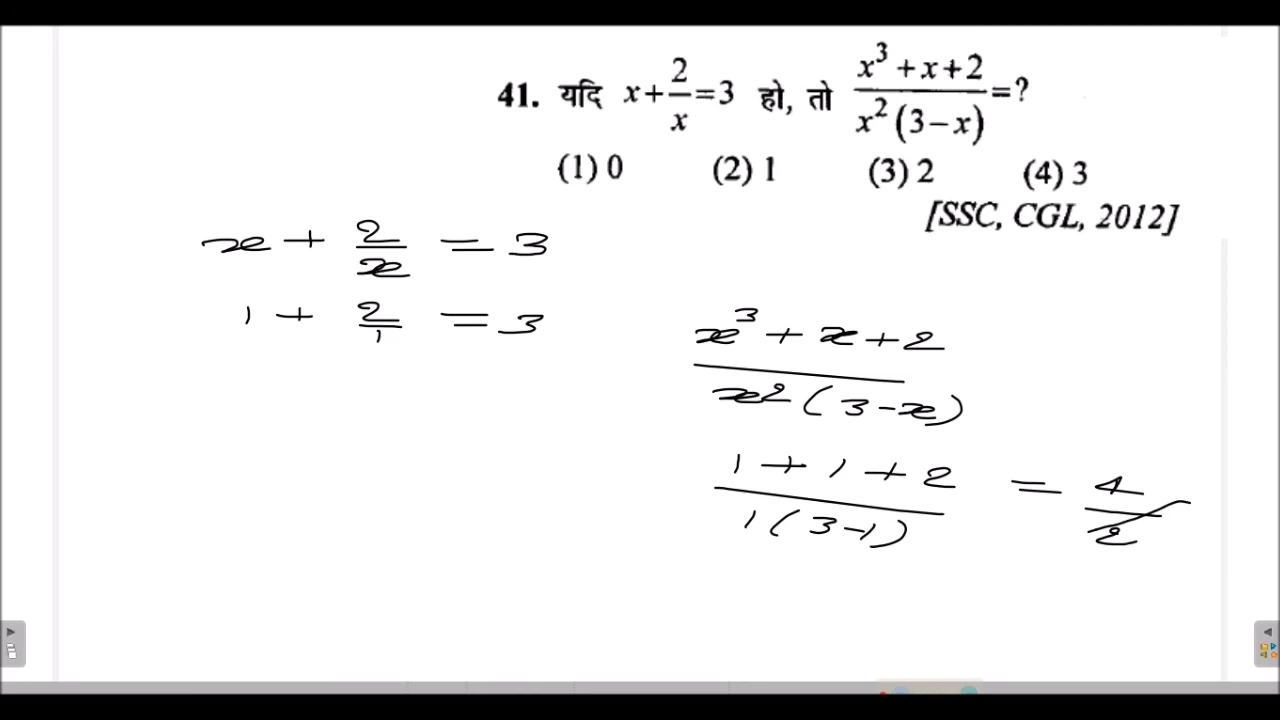 41. यदि x + 2/x = 3 हो, तो (x³ + x + 2)/(x²(3 − x)) = ?
(1) 0 (2) 1 (3) 2 (4) 3
[SSC, CGL, 2012]
x + 2/x = 3
1 + 2/1 = 3
(x³ + x + 2)/(x²(3 − x))
(1 + 1 + 2)/(1(3 − 1)) = 4/2